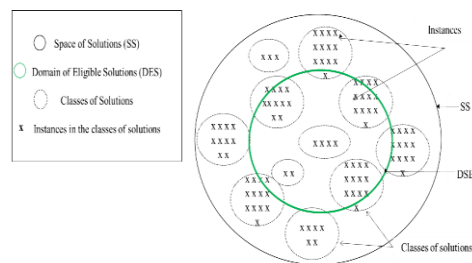 Space of Solutions (SS)
Domain of Eligible Solutions (DES)
Classes of Solutions
x Instances in the classes of solutions
Instances
SS
DSE
Classes of solutions
x x x x
x x x x
x x x x
x
x x x
x x x x
x x x x x
x x
x x x x
x x x x
x x x x
x
x x x x
x x x x
x x
x x x x
x x x x
x x x x
x
x x x x
x x
x x x x
x x x x
x x x x
x
x x x x
x x x x
x x x x
x
x x x x
x x